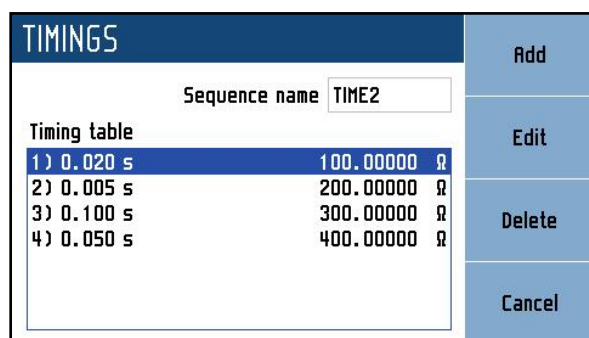 TIMINGS
Sequence name TIME2
Timing table
1) 0.020 s 100.00000 Ω
2) 0.005 s 200.00000 Ω
3) 0.100 s 300.00000 Ω
4) 0.050 s 400.00000 Ω
Add
Edit
Delete
Cancel